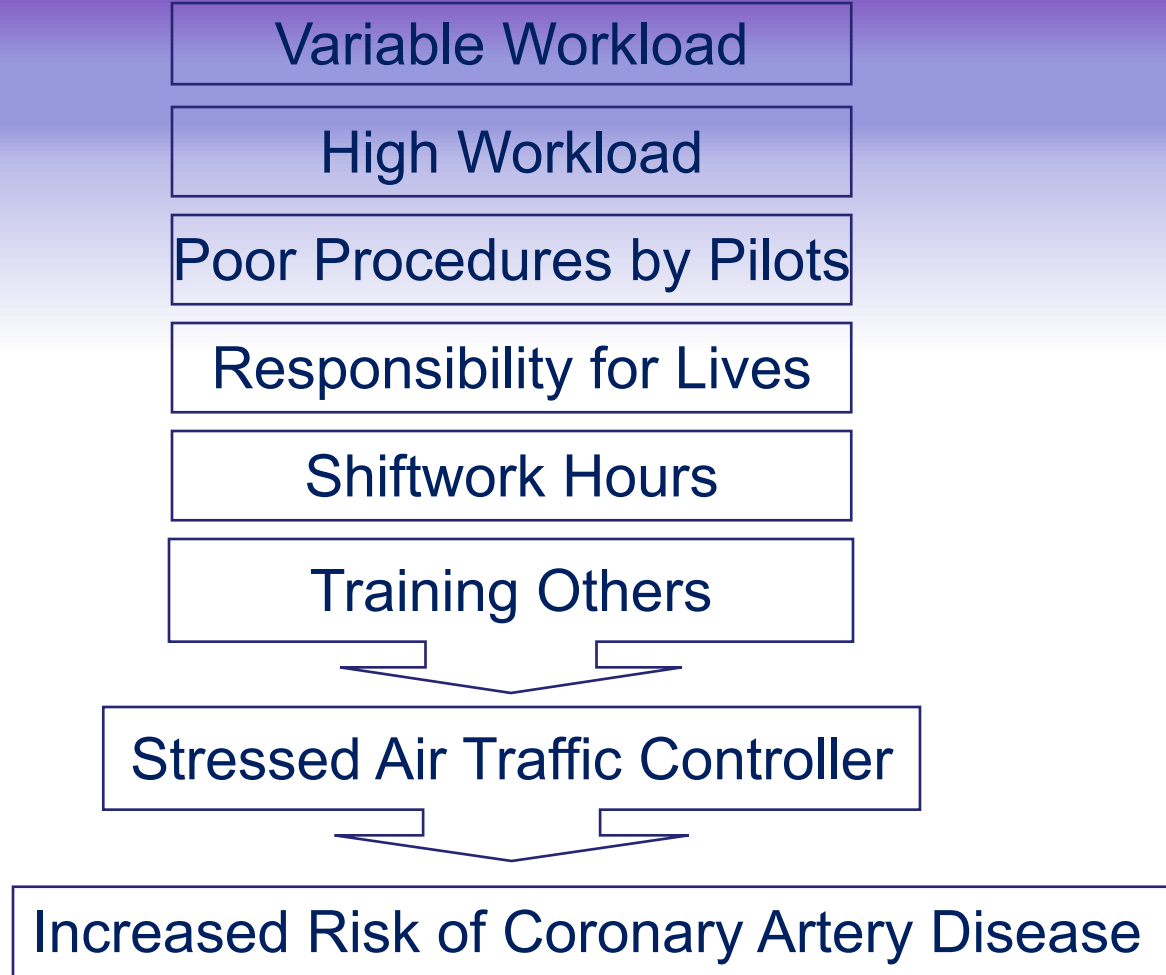 Variable Workload
High Workload
Poor Procedures by Pilots
Responsibility for Lives
Shiftwork Hours
Training Others
Stressed Air Traffic Controller
Increased Risk of Coronary Artery Disease